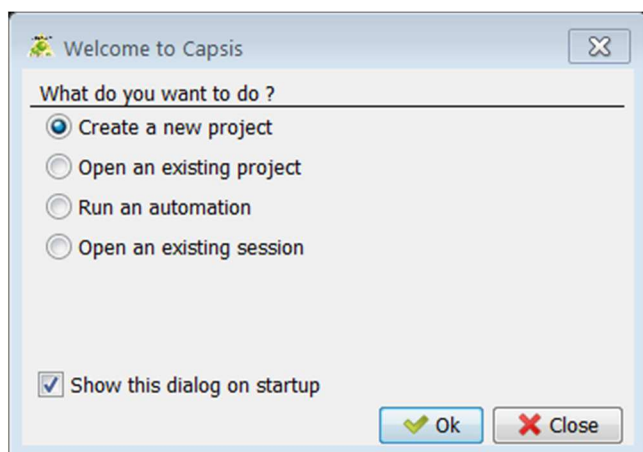 Welcome to Capsis
What do you want to do ?
Create a new project
Open an existing project
Run an automation
Open an existing session
Show this dialog on startup
Ok Close